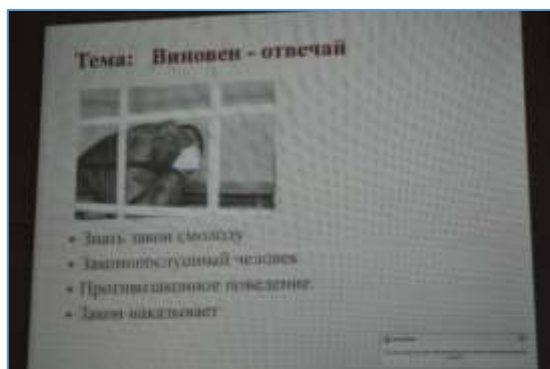 Тема: Виновен - отвечай
• Знать закон смолоду
• Законопослушный человек
• Противозаконное поведение
• Закон наказывает